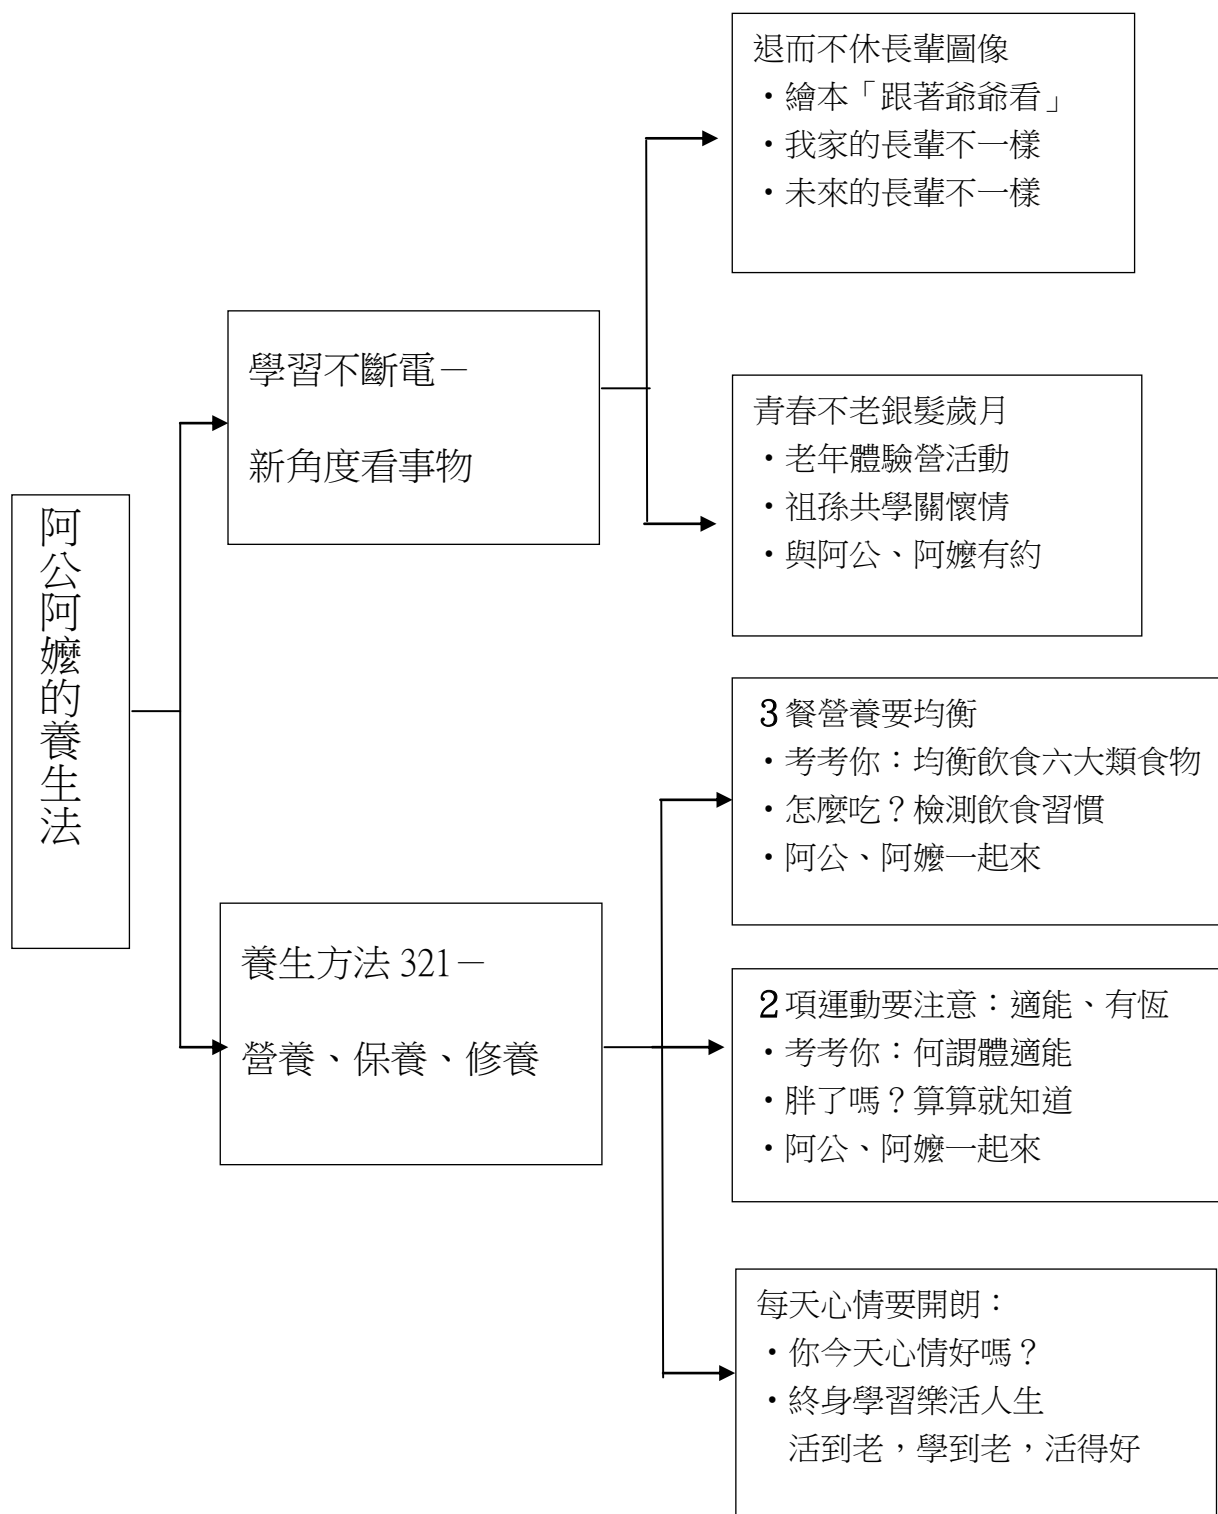 阿公阿嬤的養生法
學習不斷電－
新角度看事物
退而不休長輩圖像
・繪本「跟著爺爺看」
・我家的長輩不一樣
・未來的長輩不一樣
青春不老銀髮歲月
・老年體驗營活動
・祖孫共學關懷情
・與阿公、阿嬤有約
養生方法 321－
營養、保養、修養
3餐營養要均衡
・考考你：均衡飲食六大類食物
・怎麼吃？檢測飲食習慣
・阿公、阿嬤一起來
2項運動要注意：適能、有恆
・考考你：何謂體適能
・胖了嗎？算算就知道
・阿公、阿嬤一起來
每天心情要開朗：
・你今天心情好嗎？
・終身學習樂活人生
活到老，學到老，活得好